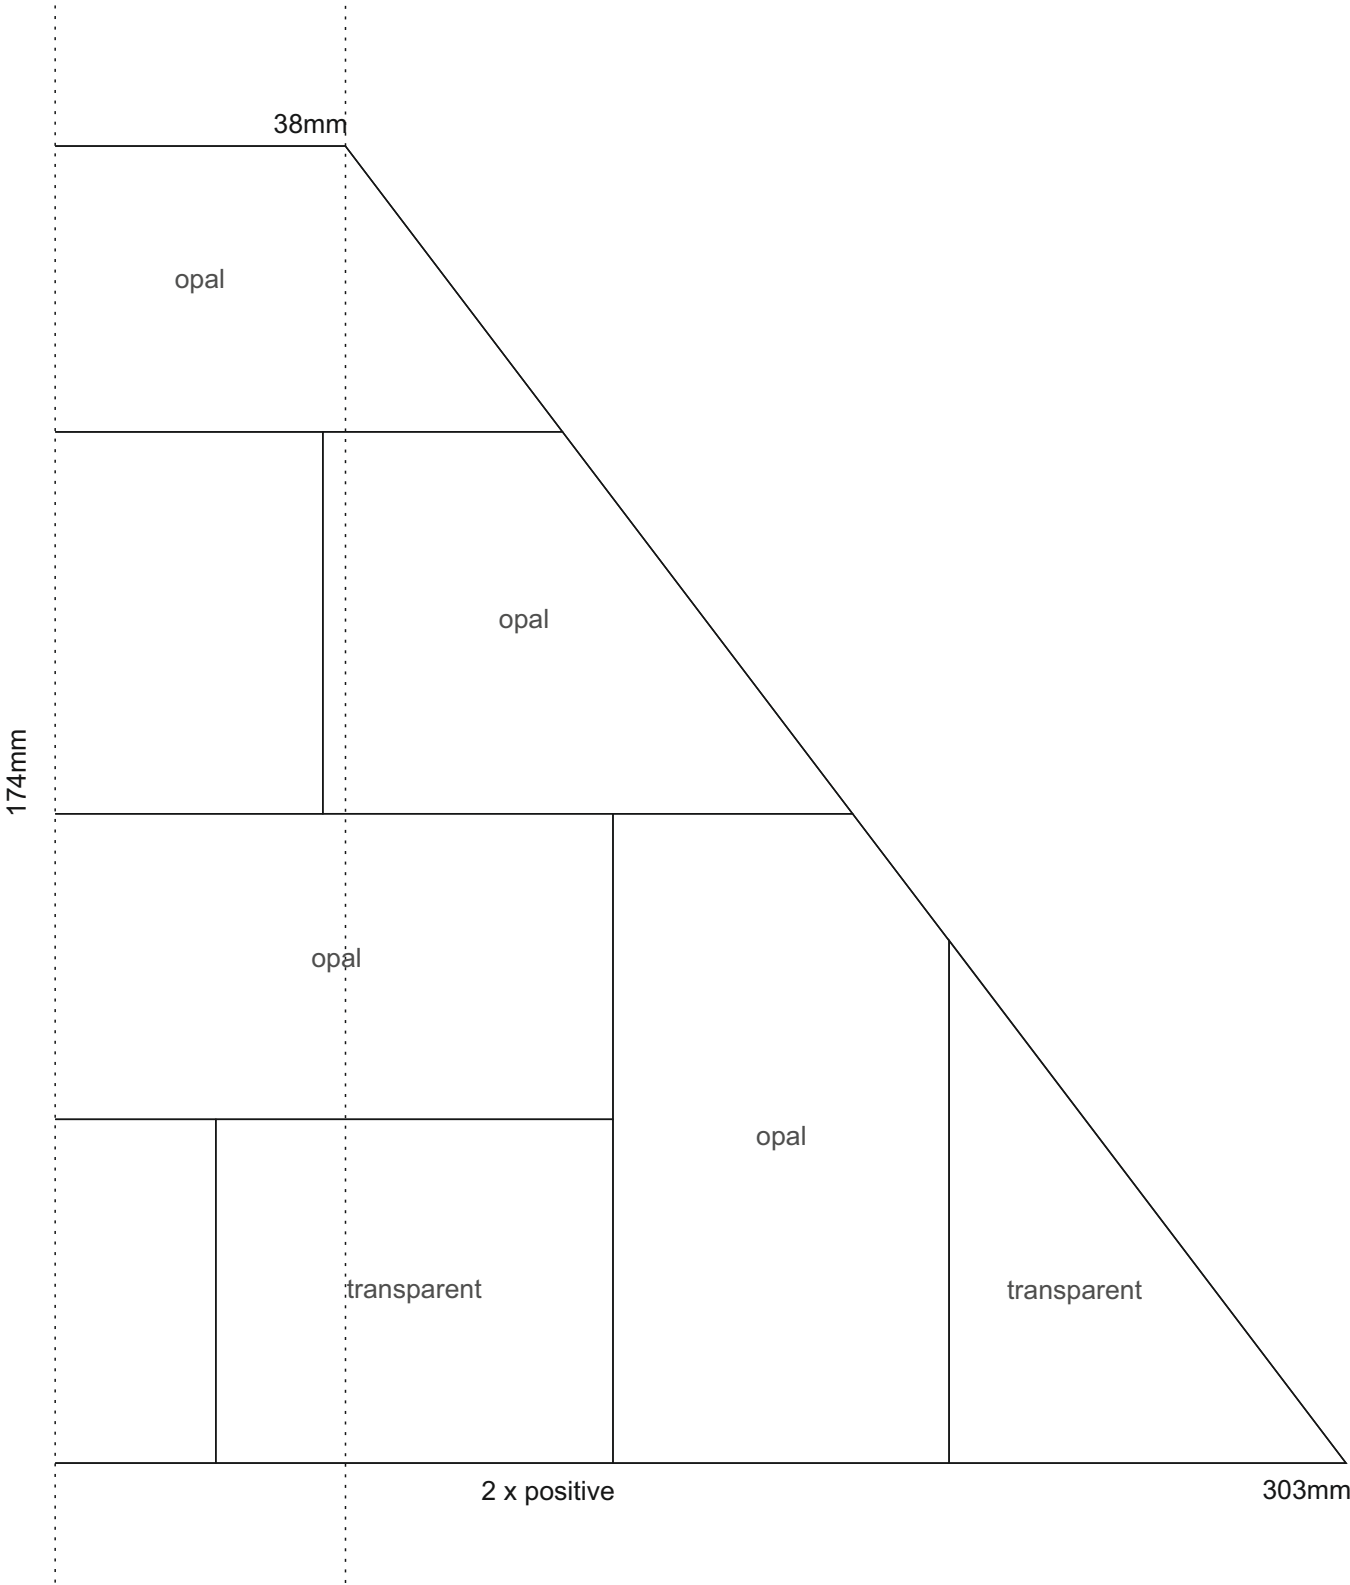 38mm
opal
opal
174mm
opal
opal
transparent
transparent
2 x positive
303mm